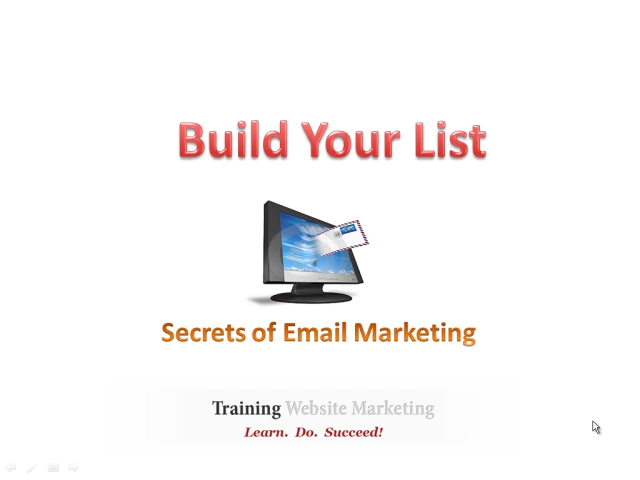 Build Your List
Secrets of Email Marketing
Training Website Marketing
Learn. Do. Succeed!